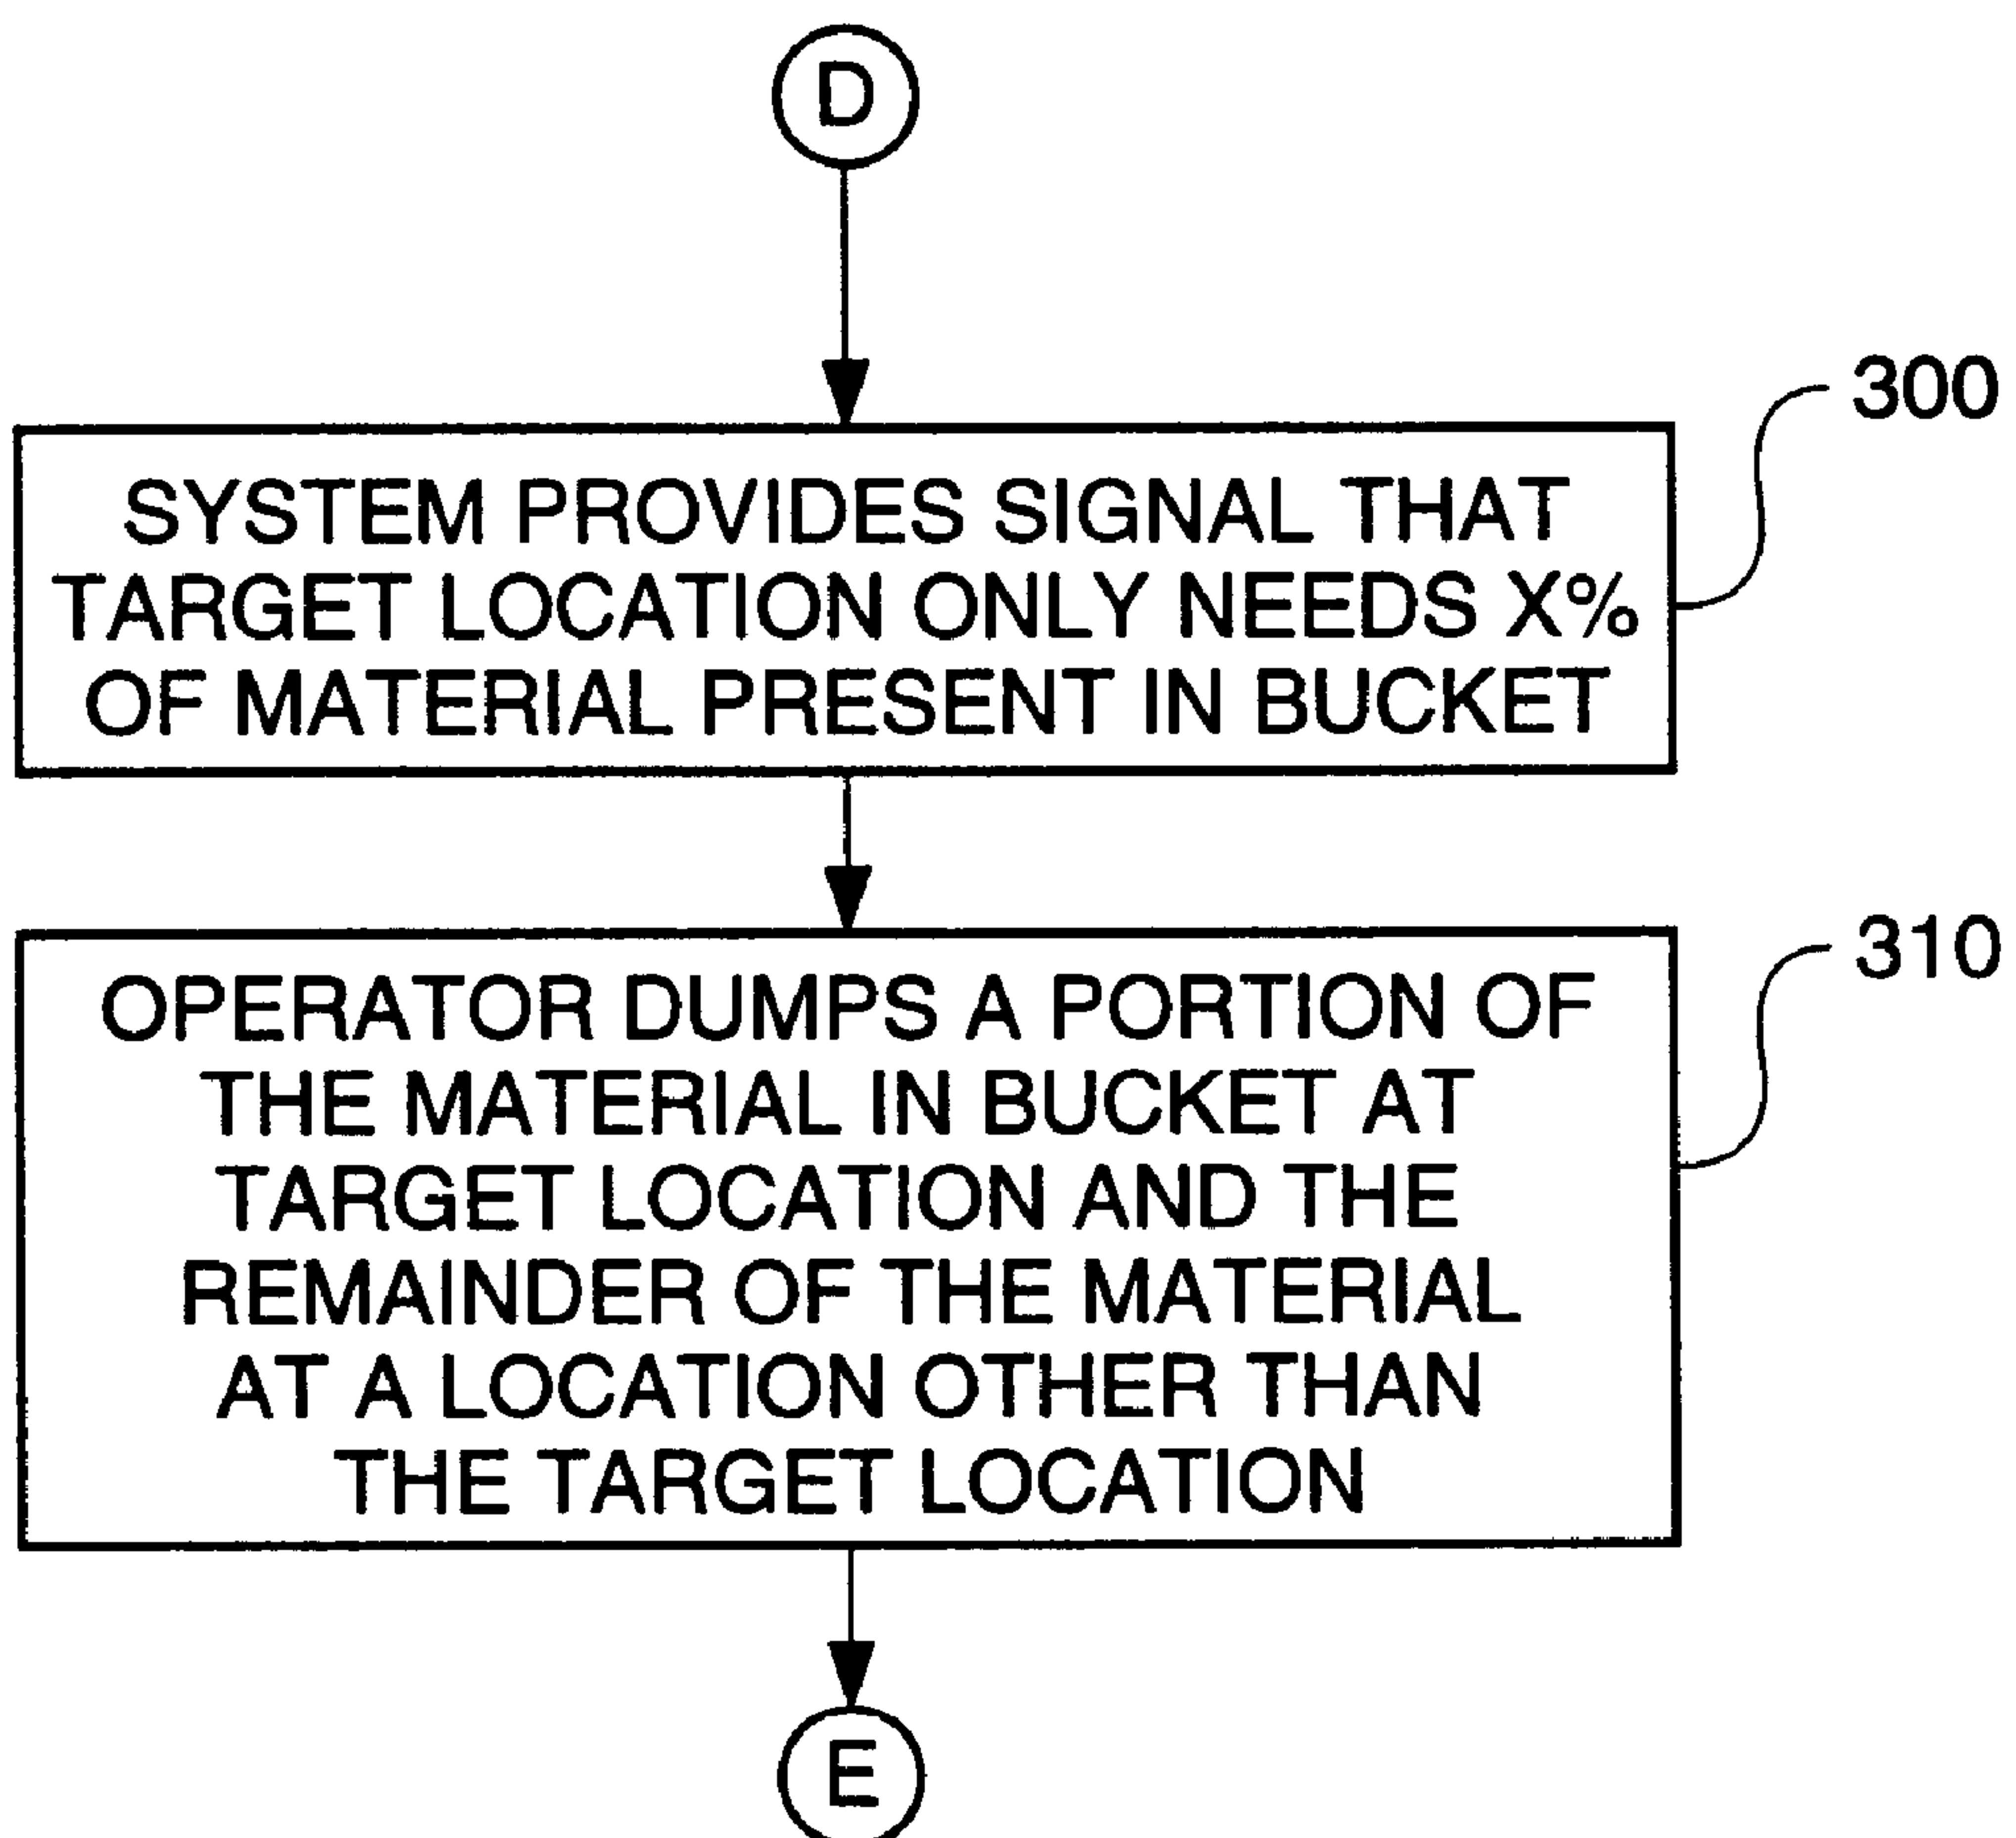 D
300
SYSTEM PROVIDES SIGNAL THAT
TARGET LOCATION ONLY NEEDS X%
OF MATERIAL PRESENT IN BUCKET
310
OPERATOR DUMPS A PORTION OF
THE MATERIAL IN BUCKET AT
TARGET LOCATION AND THE
REMAINDER OF THE MATERIAL
AT A LOCATION OTHER THAN
THE TARGET LOCATION
E